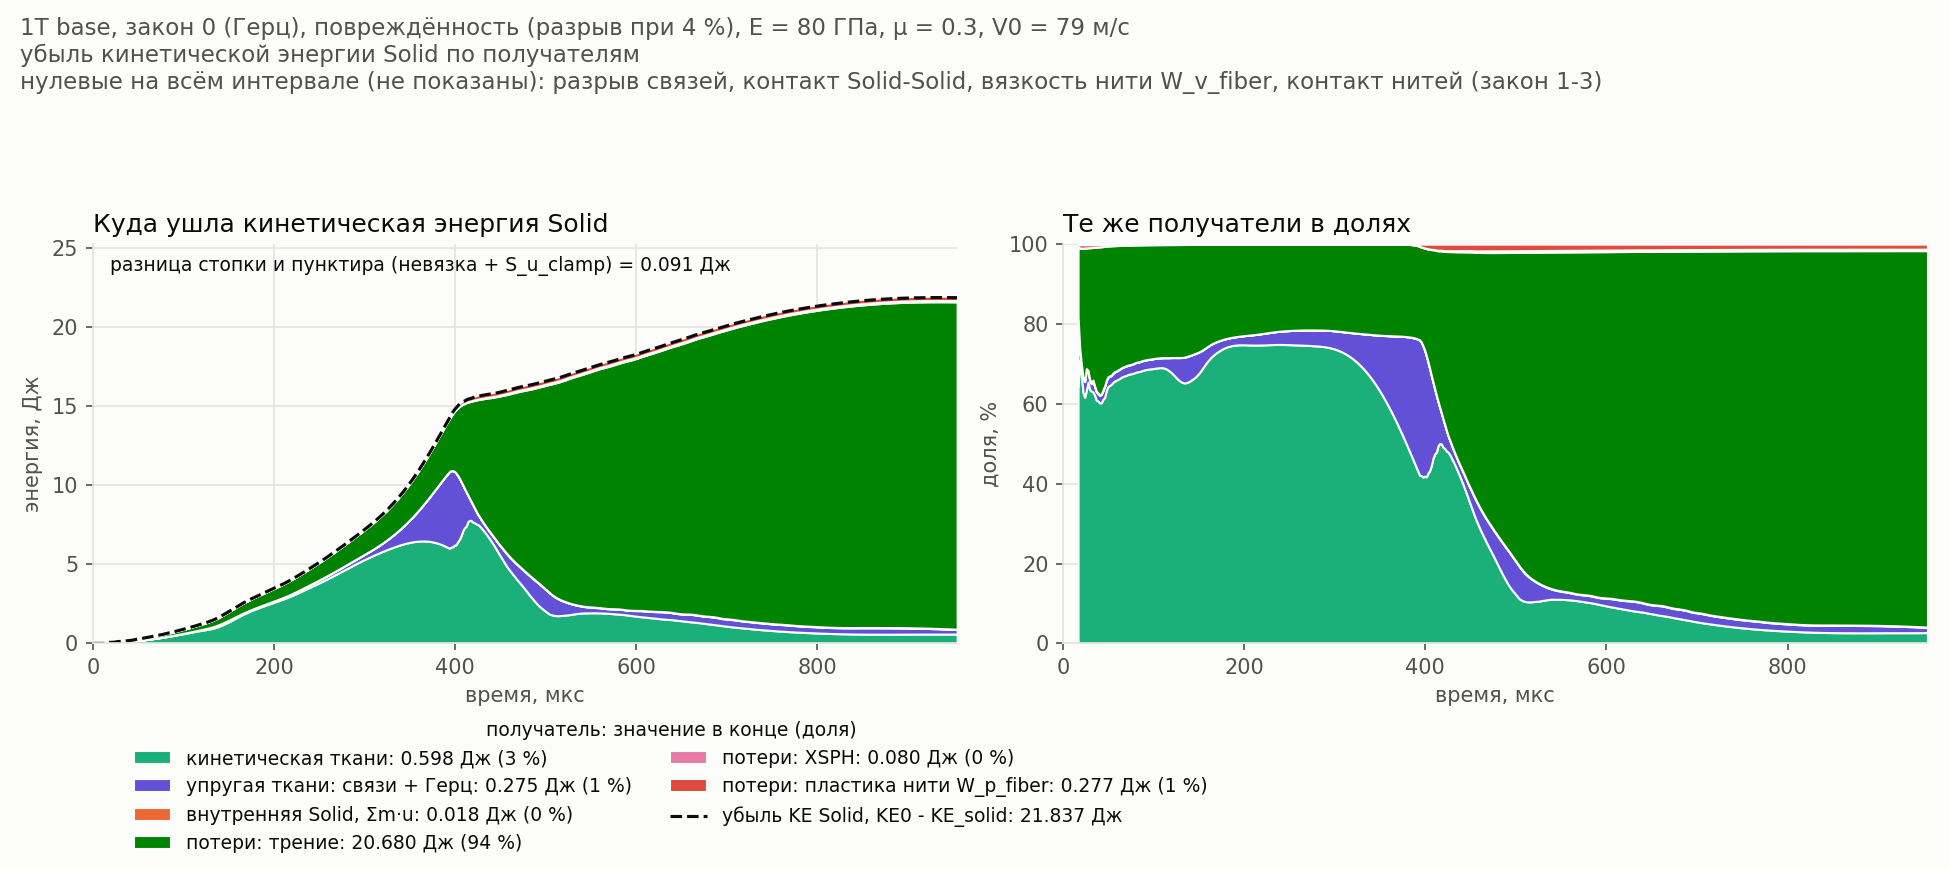 1T base, закон 0 (Герц), повреждённость (разрыв при 4 %), E = 80 ГПа, μ = 0.3, V0 = 79 м/с
убыль кинетической энергии Solid по получателям
нулевые на всём интервале (не показаны): разрыв связей, контакт Solid-Solid, вязкость нити W_v_fiber, контакт нитей (закон 1-3)
Куда ушла кинетическая энергия Solid
разница стопки и пунктира (невязка + S_u_clamp) = 0.091 Дж
25
20
15
10
5
0
энергия, Дж
0 200 400 600 800
время, мкс
Те же получатели в долях
100
80
60
40
20
0
доля, %
0 200 400 600 800
время, мкс
получатель: значение в конце (доля)
кинетическая ткани: 0.598 Дж (3 %)
упругая ткани: связи + Герц: 0.275 Дж (1 %)
внутренняя Solid, Σm·u: 0.018 Дж (0 %)
потери: трение: 20.680 Дж (94 %)
потери: XSPH: 0.080 Дж (0 %)
потери: пластика нити W_p_fiber: 0.277 Дж (1 %)
убыль KE Solid, KE0 - KE_solid: 21.837 Дж